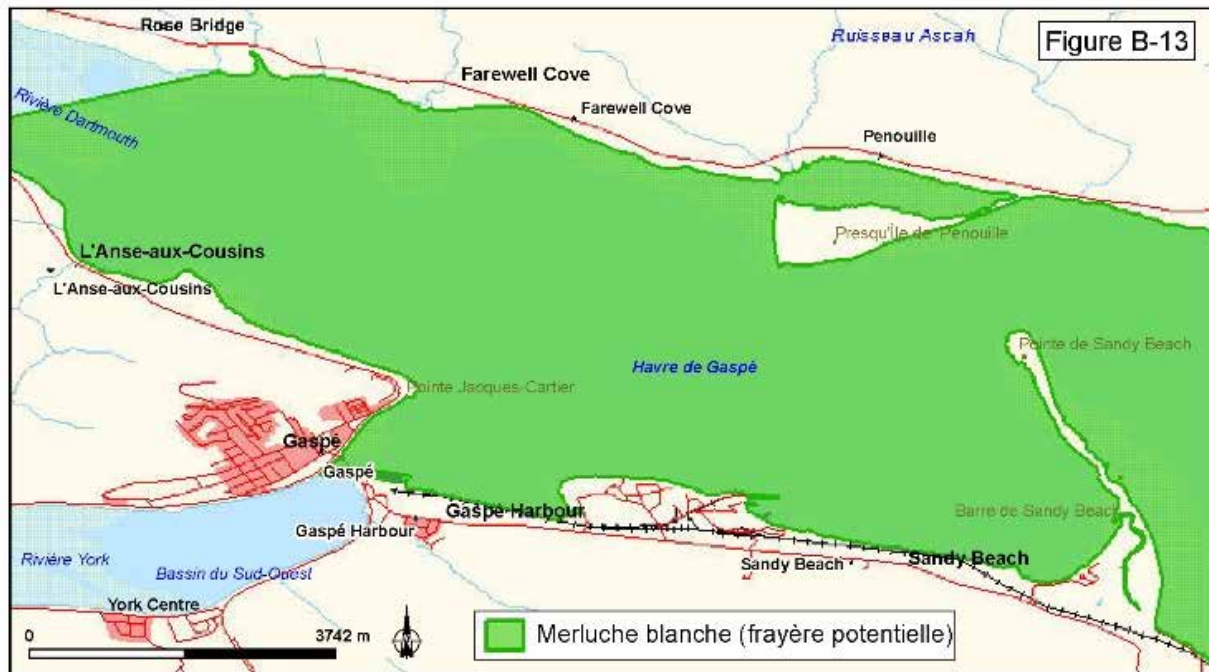 Rose Bridge
Ruisseau Ascah
Figure B-13
Farewell Cove
Farewell Cove
Rivière Dartmouth
Penouille
Presqu'Île de Penouille
L'Anse-aux-Cousins
L'Anse-aux-Cousins
Pointe de Sandy Beach
Havre de Gaspé
Pointe Jacques-Cartier
Gaspé
Gaspé
Gaspé Harbour
Barre de Sandy Beach
Gaspé Harbour
Sandy Beach
Sandy Beach
Rivière York
Bassin du Sud-Ouest
York Centre
0
3742 m
N
Merluche blanche (frayère potentielle)